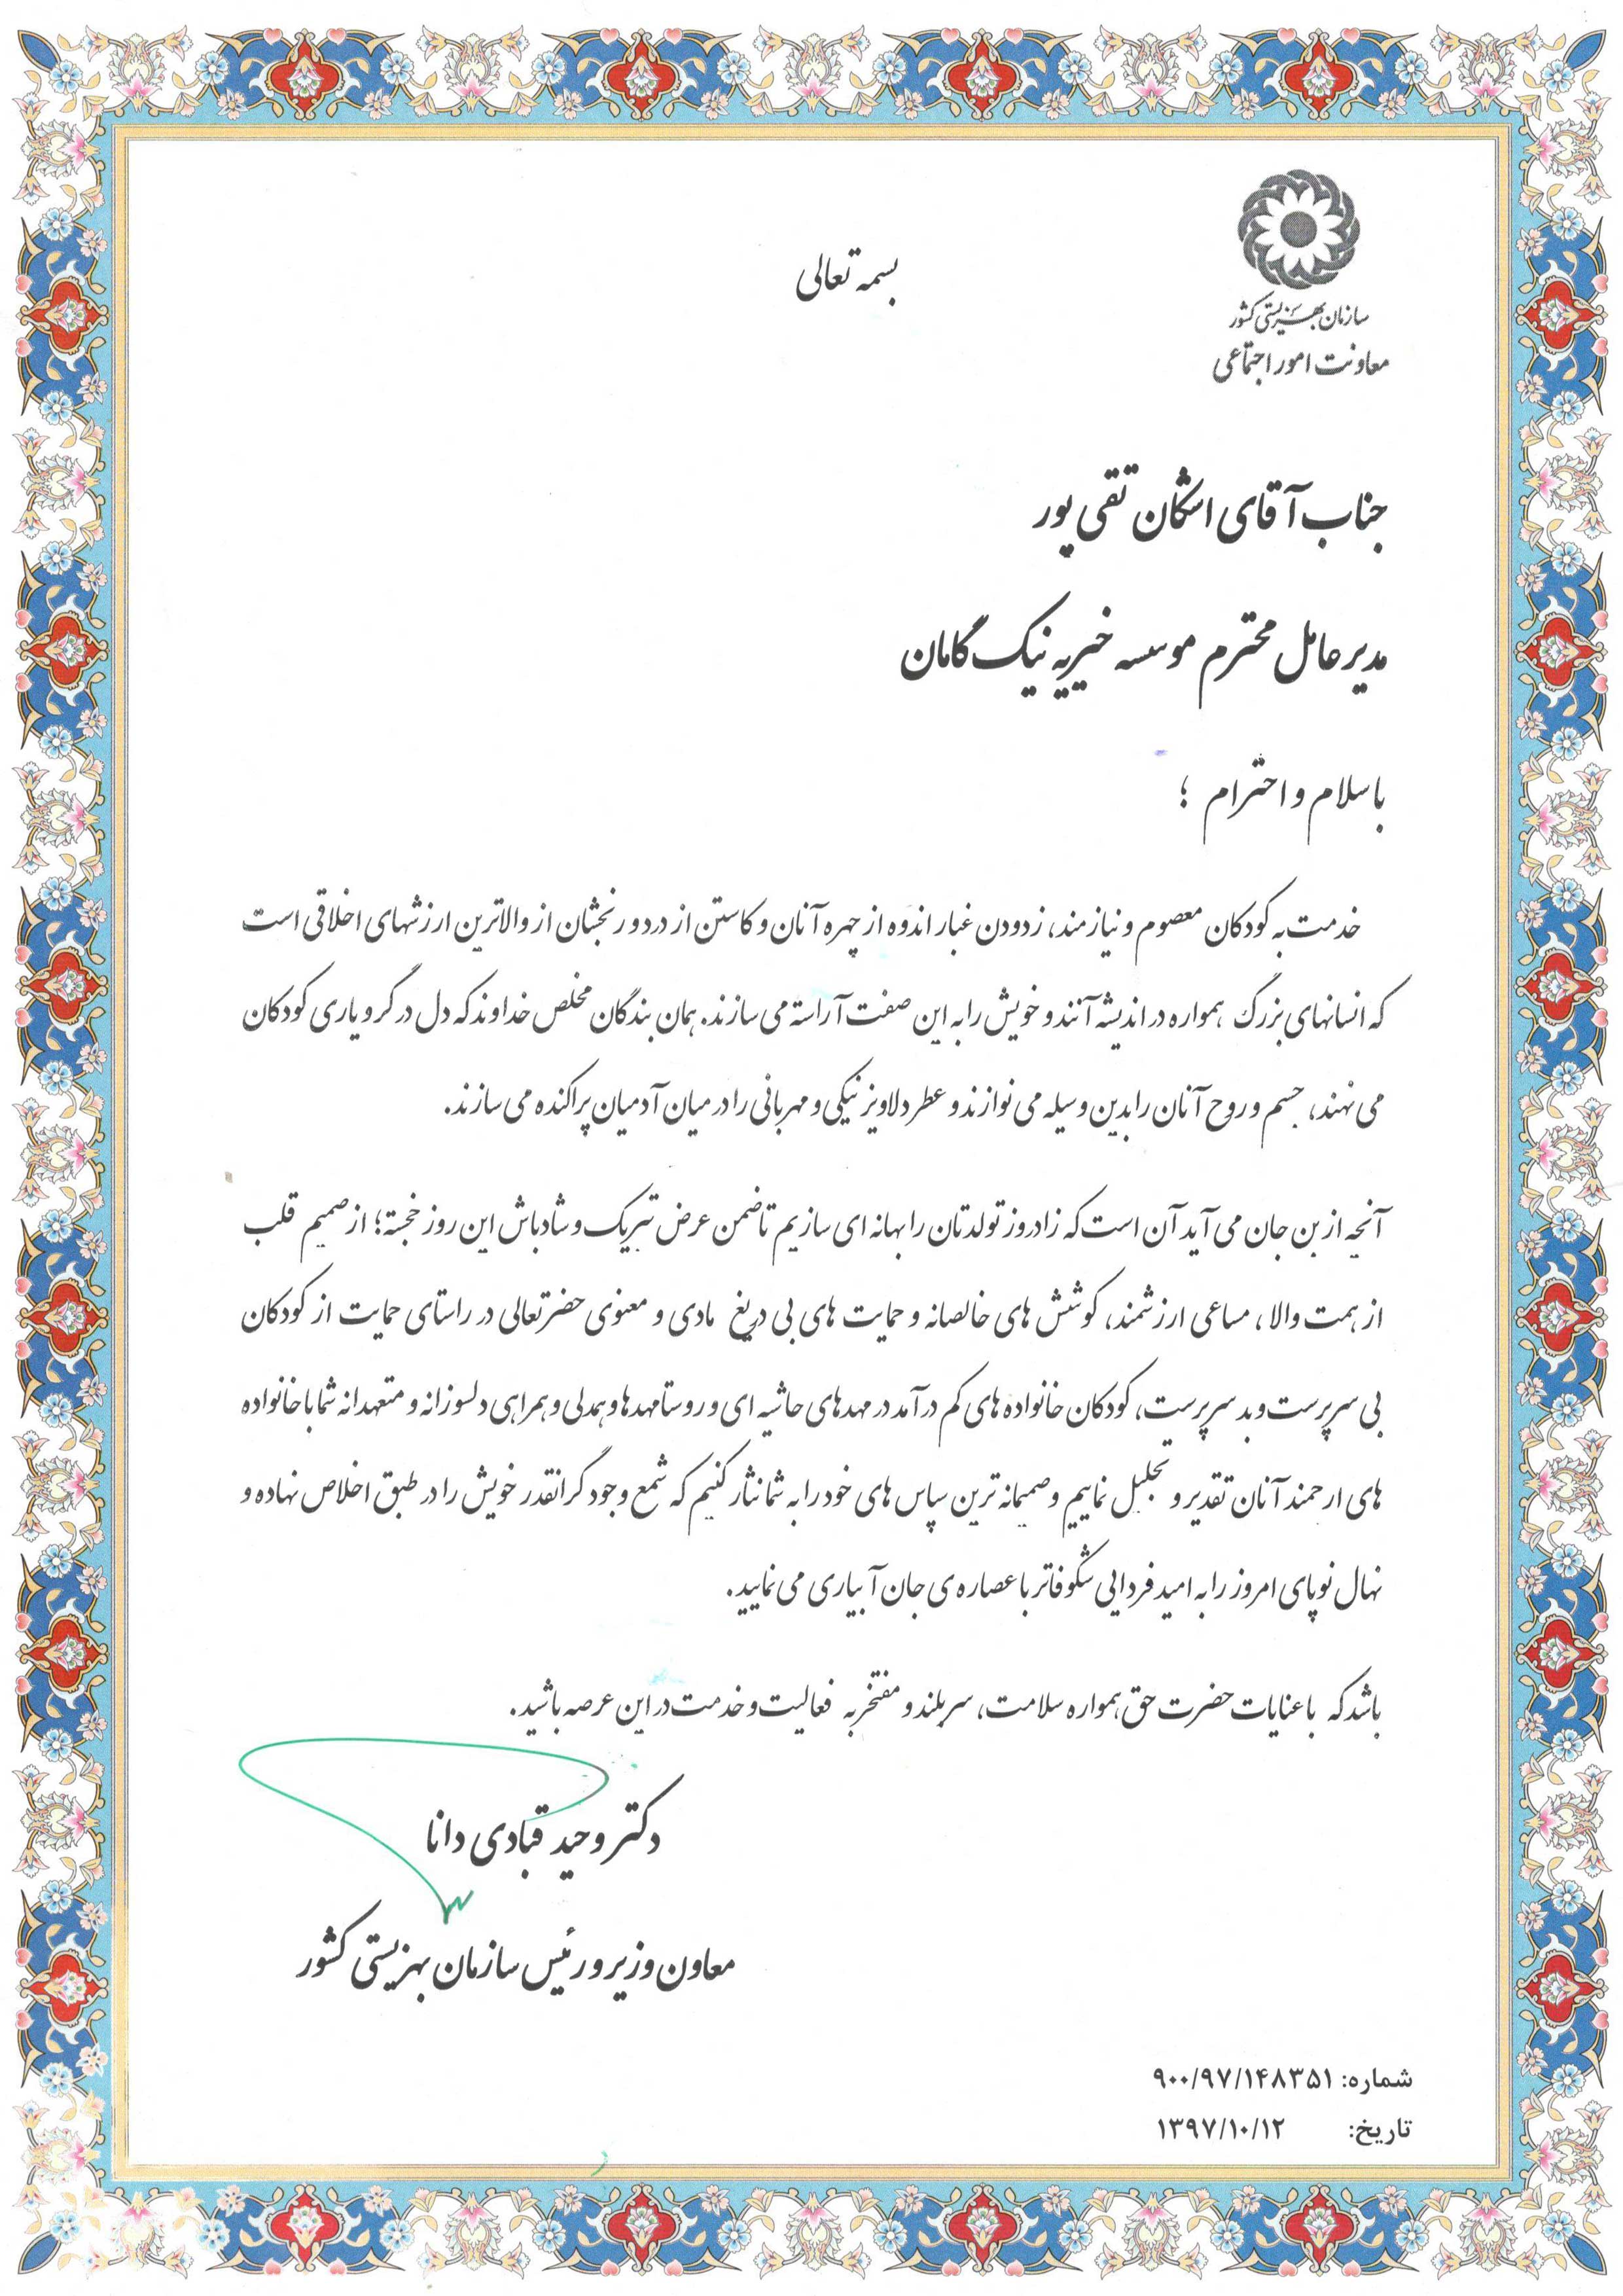 بسمه تعالی
سازمان بهزیستی کشور
معاونت امور اجتماعی
جناب آقای اشکان تقی پور
مدیر عامل محترم موسسه خیریه نیک گامان
با سلام و احترام ؛
خدمت به کودکان معصوم و نیازمند، زدودن غبار اندوه از چهره آنان و کاستن از درد و رنجشان از والاترین ارزشهای اخلاقی است
که انسانهای بزرگ همواره در اندیشه آنند و خویش را به این صفت آراسته می سازند. همان بندگان مخلص خداوند که دل در گرو یاری کودکان
می نهند، جسم و روح آنان را بدین وسیله می نوازند و عطر دلاویز نیکی و مهربانی را در میان آدمیان پراکنده می سازند.
آنچه از بن جان می آید آن است که زادروز تولدتان را بهانه ای سازیم تا ضمن عرض تبریک و شادباش این روز خجسته؛ از صمیم قلب
از همت والا، مساعی ارزشمند، کوشش های خالصانه و حمایت های بی دریغ مادی و معنوی حضرتعالی در راستای حمایت از کودکان
بی سرپرست و بد سرپرست، کودکان خانواده های کم درآمد در مهدهای حاشیه ای و روستا مهدها و همدلی و همراهی دلسوزانه و متعهدانه شما با خانواده
های ارجمند آنان تقدیر و تجلیل نماییم و صمیمانه ترین سپاس های خود را به شما نثار کنیم که شمع وجود گرانقدر خویش را در طبق اخلاص نهاده و
نهال نوپای امروز را به امید فردایی شکوفاتر با عصاره ی جان آبیاری می نمایید.
باشد که با عنایات حضرت حق همواره سلامت، سربلند و مفتخر به فعالیت و خدمت در این عرصه باشید.
دکتر وحید قبادی دانا
معاون وزیر و رئیس سازمان بهزیستی کشور
شماره: ۹۰۰/۹۷/۱۴۸۳۵۱
تاریخ: ۱۳۹۷/۱۰/۱۲